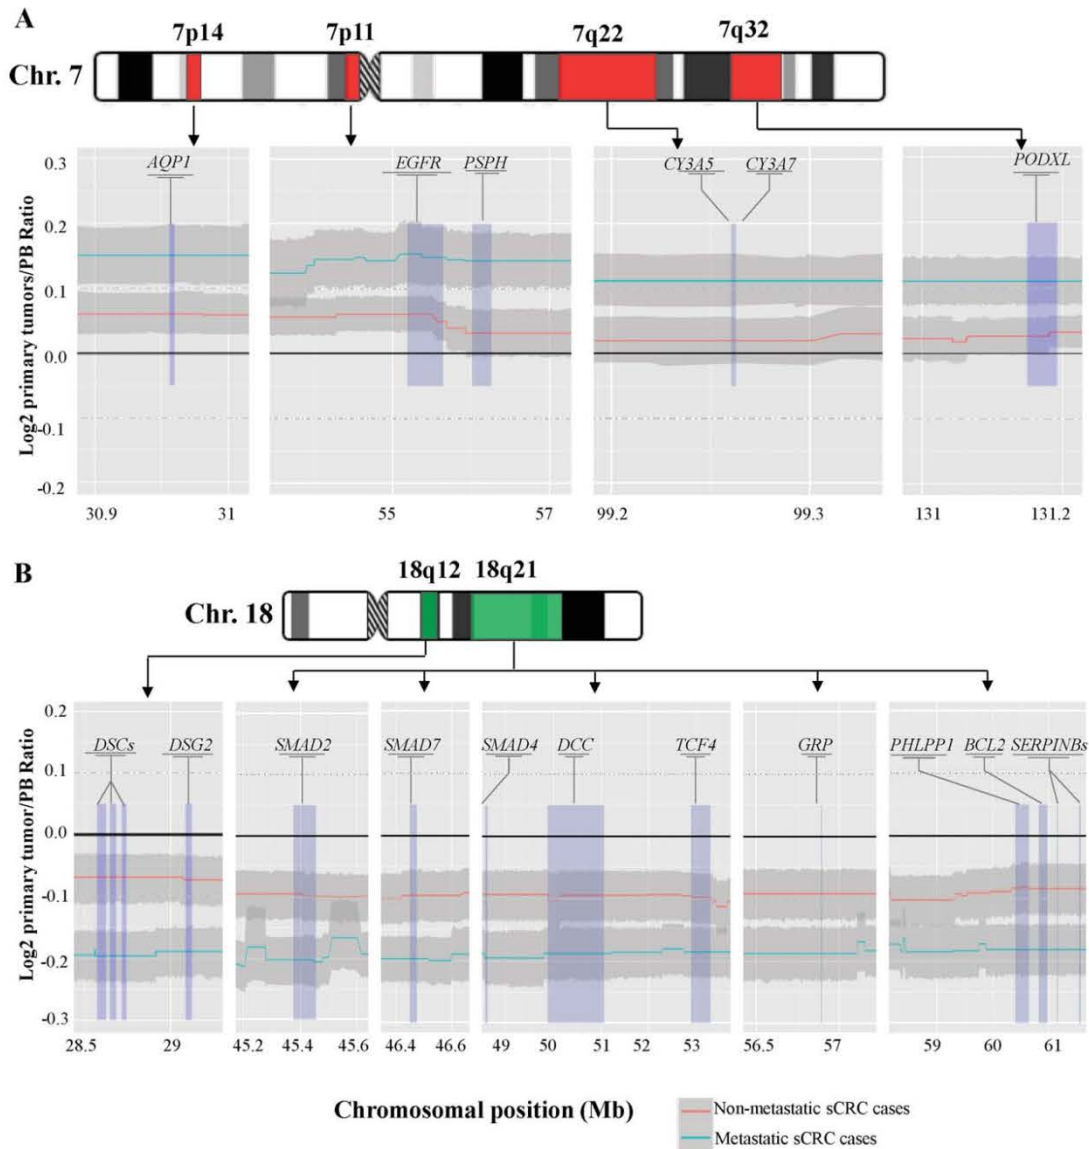 A
7p14 7p11 7q22 7q32
Chr. 7
AQP1 EGFR PSPH CY3A5 CY3A7 PODXL
Log2 primary tumors/PB Ratio
0.3
0.2
0.1
0.0
-0.1
-0.2
30.9 31 55 57 99.2 99.3 131 131.2
B
18q12 18q21
Chr. 18
DSCs DSG2 SMAD2 SMAD7 SMAD4 DCC TCF4 GRP PHLPP1 BCL2 SERPINBs
Log2 primary tumor/PB Ratio
0.2
0.1
0.0
-0.1
-0.2
-0.3
28.5 29 45.2 45.4 45.6 46.4 46.6 49 50 51 52 53 56.5 57 59 60 61
Chromosomal position (Mb)
Non-metastatic sCRC cases
Metastatic sCRC cases